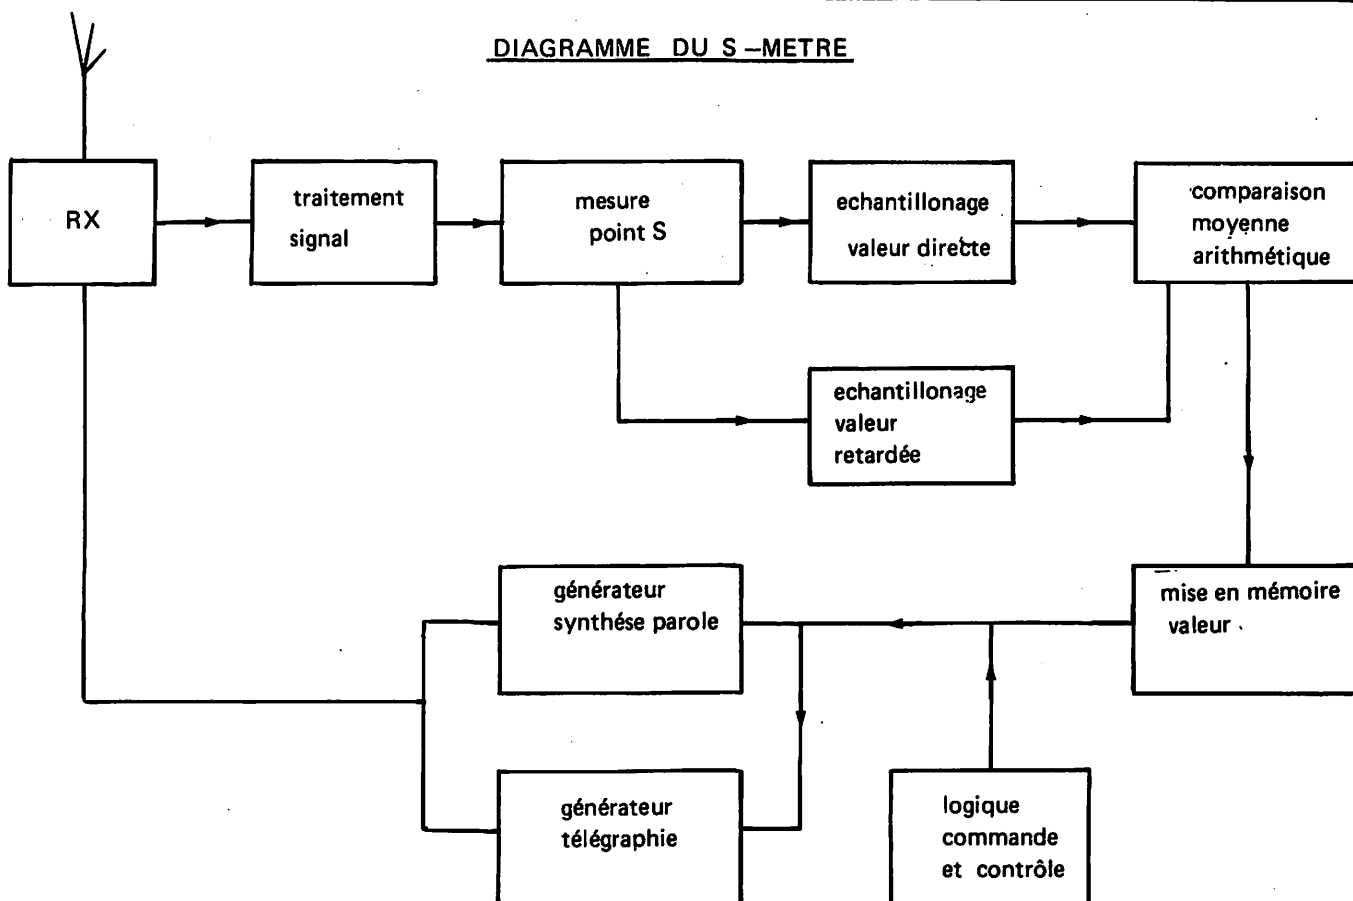 DIAGRAMME DU S-METRE
RX
traitement
signal
mesure
point S
echantillonage
valeur directe
comparaison
moyenne
arithmétique
echantillonage
valeur
retardée
générateur
synthése parole
mise en mémoire
valeur
générateur
télégraphie
logique
commande
et contrôle